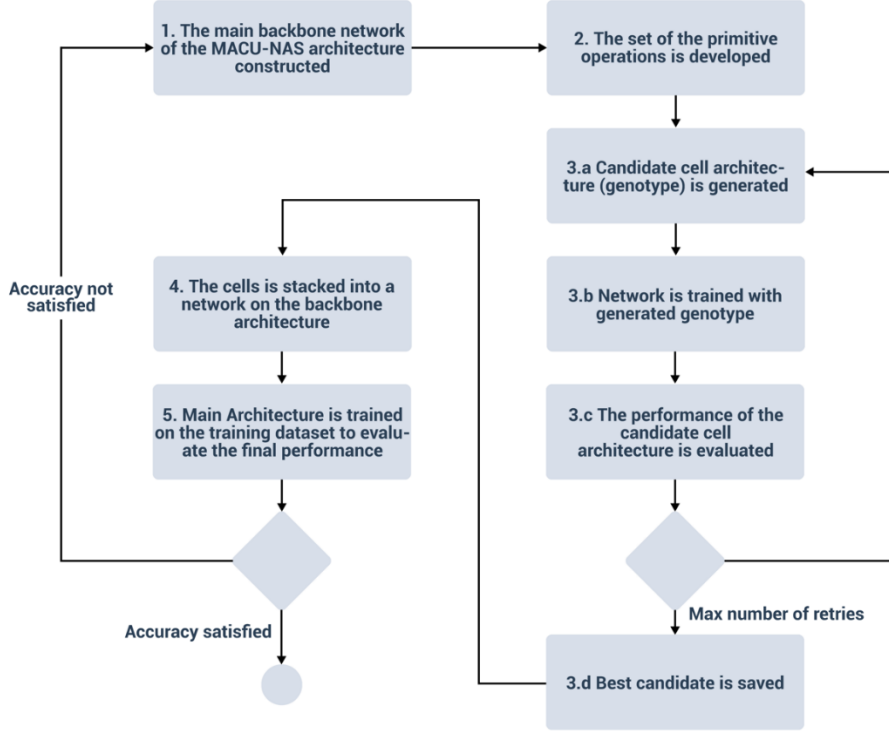 1. The main backbone network
of the MACU-NAS architecture
constructed
2. The set of the primitive
operations is developed
3.a Candidate cell architec-
ture (genotype) is generated
3.b Network is trained with
generated genotype
3.c The performance of the
candidate cell
architecture is evaluated
Max number of retries
3.d Best candidate is saved
4. The cells is stacked into a
network on the backbone
architecture
5. Main Architecture is trained
on the training dataset to evalu-
ate the final performance
Accuracy not
satisfied
Accuracy satisfied